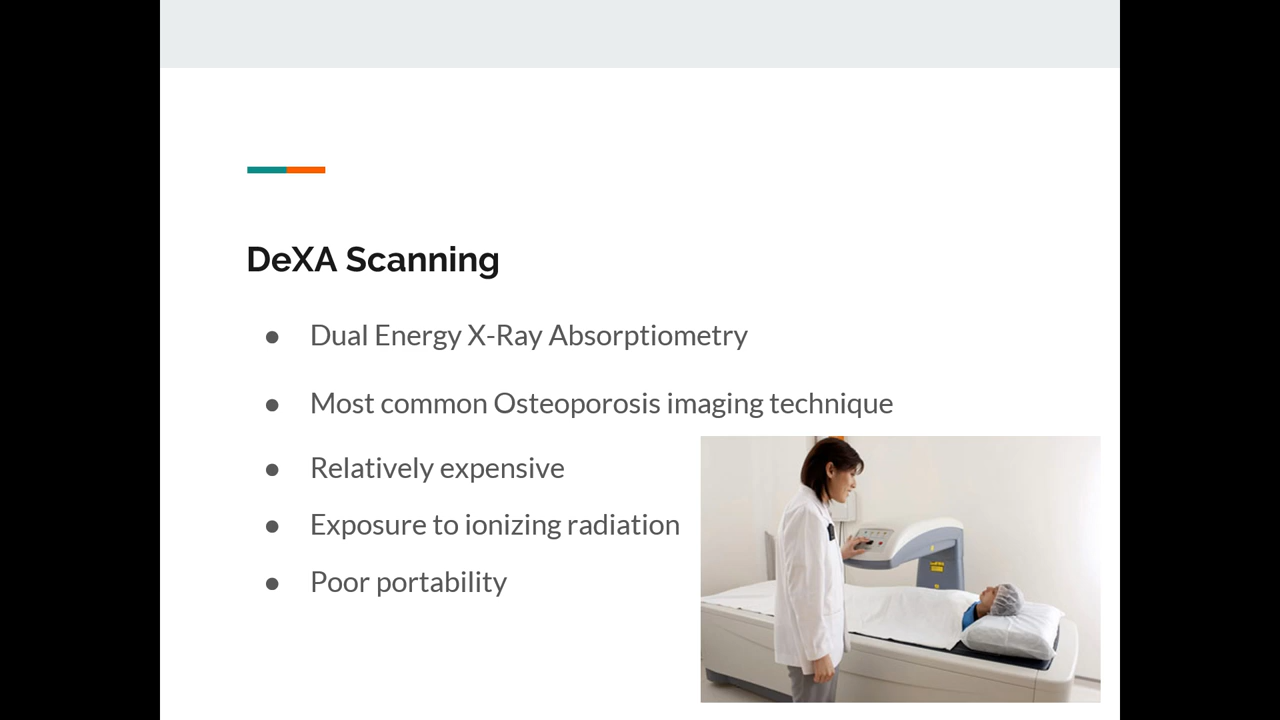 DeXA Scanning
● Dual Energy X-Ray Absorptiometry
● Most common Osteoporosis imaging technique
● Relatively expensive
● Exposure to ionizing radiation
● Poor portability